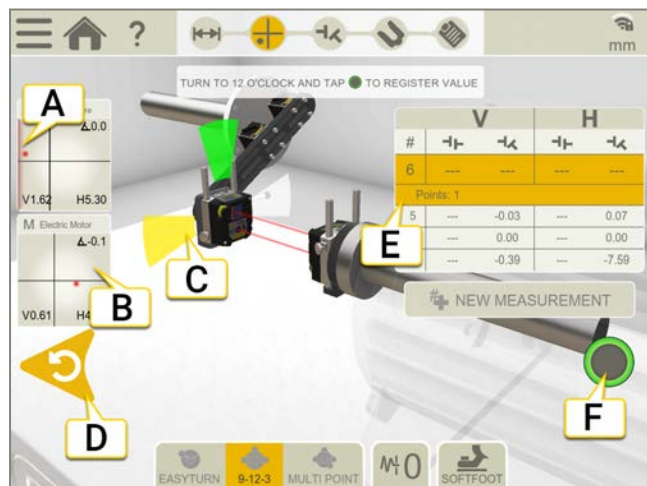 ?
mm
TURN TO 12 O'CLOCK AND TAP TO REGISTER VALUE
A
0.0
V1.62 H5.30
M Electric Motor
-0.1
V0.61 H4
B
C
D
V H
#
6 --- --- --- ---
Points: 1
5 --- -0.03 --- 0.07
--- 0.00 --- 0.00
--- -0.39 --- -7.59
E
NEW MEASUREMENT
F
EASYTURN 9-12-3 MULTI POINT 0 SOFTFOOT